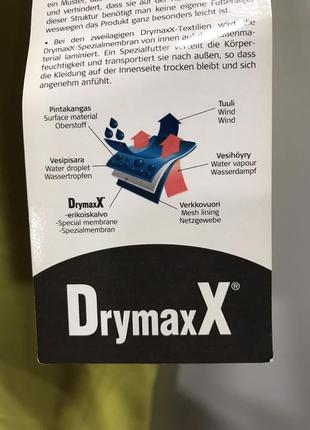 ein Muster, das
und verhindert, dass sie auf der
dieser Struktur benötigt man keine eigene Futterlage,
weswegen das Produkt ganz besonders leicht ist.
• Bei den zweilagigen DrymaxX-Textilien wird die
DrymaxX-Spezialmembran von innen auf
terial laminiert. Ein Spezialfutter verteilt die Körper-
feuchtigkeit und transportiert sie nach außen, so dass
die Kleidung auf der Innenseite trocken bleibt und sich
angenehm anfühlt.
Pintakangas
Surface material
Oberstoff
Tuuli
Wind
Wind
Vesipisara
Water droplet
Wassertropfen
Vesihöyry
Water vapour
Wasserdampf
DrymaxX®
-erikoiskalvo
-Special membrane
-Spezialmembran
Verkkovuori
Mesh lining
Netzgewebe
DrymaxX®